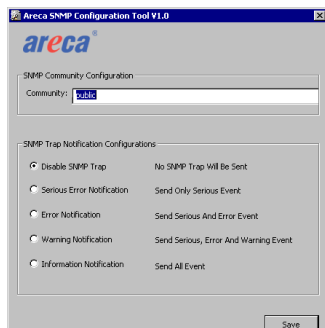 Areca SNMP Configuration Tool V1.0
areca®
SNMP Community Configuration
Community: public
SNMP Trap Notification Configurations
Disable SNMP Trap No SNMP Trap Will Be Sent
Serious Error Notification Send Only Serious Event
Error Notification Send Serious And Error Event
Warning Notification Send Serious, Error And Warning Event
Information Notification Send All Event
Save